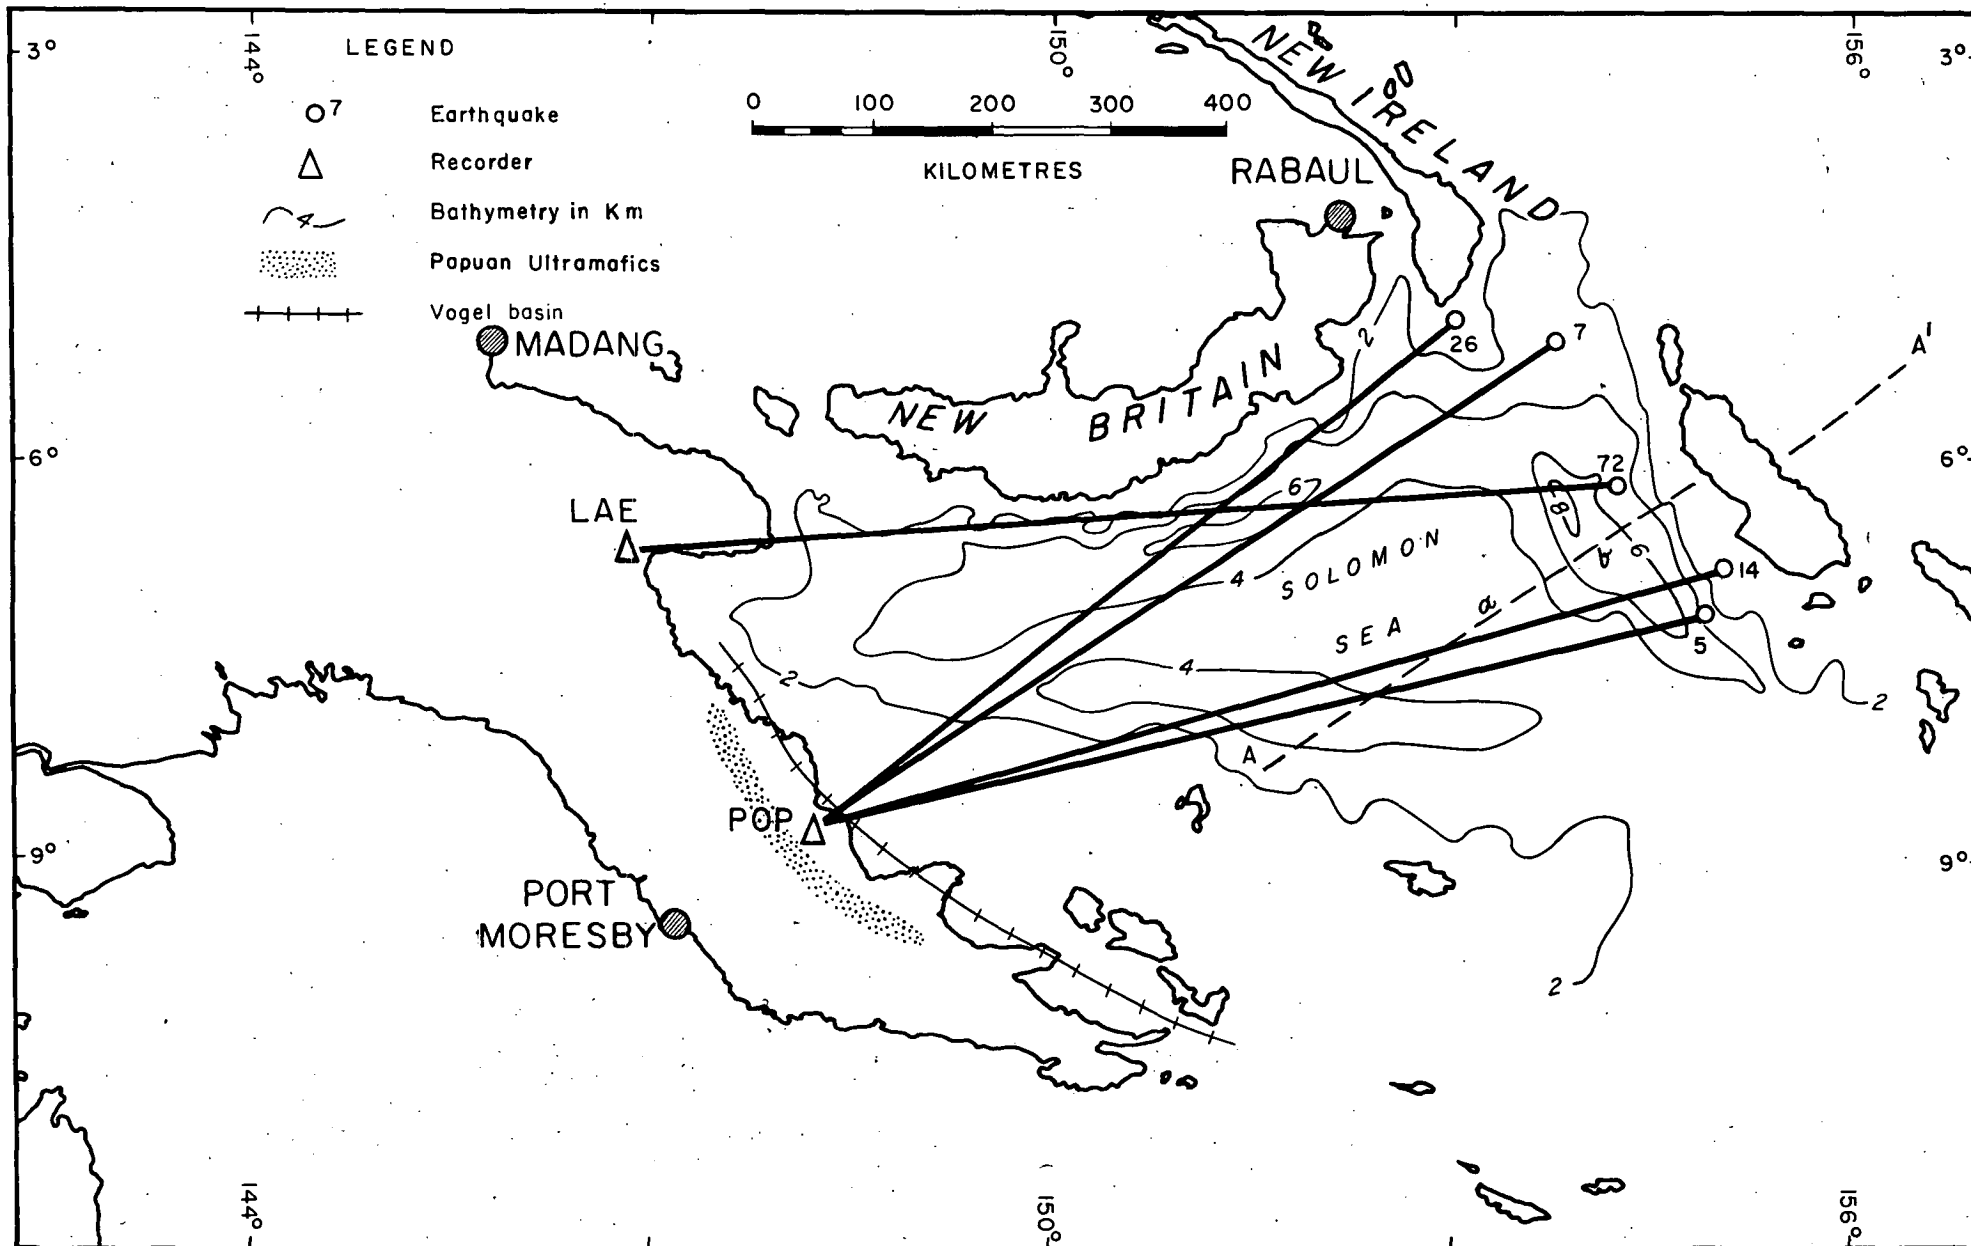 144°
150°
156°
3°
3°
LEGEND
7
Earthquake
Recorder
4
Bathymetry in Km
Papuan Ultramafics
Vogel basin
0 100 200 300 400
KILOMETRES
NEW IRELAND
RABAUL
MADANG
NEW BRITAIN
2
26
7
A'
6°
6°
LAE
6
72
8
6
4
SOLOMON
SEA
14
5
4
2
2
A
POP
9°
9°
PORT
MORESBY
2
144°
150°
156°